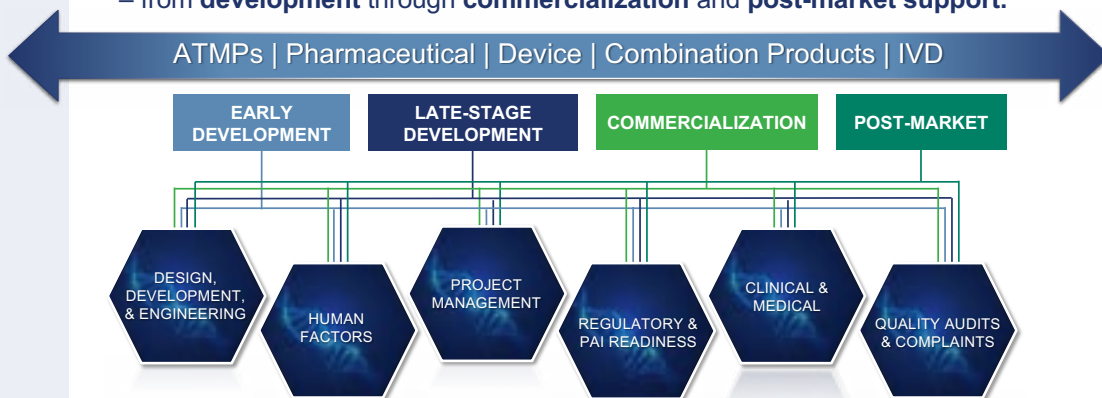 – from development through commercialization and post-market support.
ATMPs | Pharmaceutical | Device | Combination Products | IVD
EARLY
DEVELOPMENT
LATE-STAGE
DEVELOPMENT
COMMERCIALIZATION
POST-MARKET
DESIGN,
DEVELOPMENT,
& ENGINEERING
HUMAN
FACTORS
PROJECT
MANAGEMENT
REGULATORY &
PAI READINESS
CLINICAL &
MEDICAL
QUALITY AUDITS
& COMPLAINTS